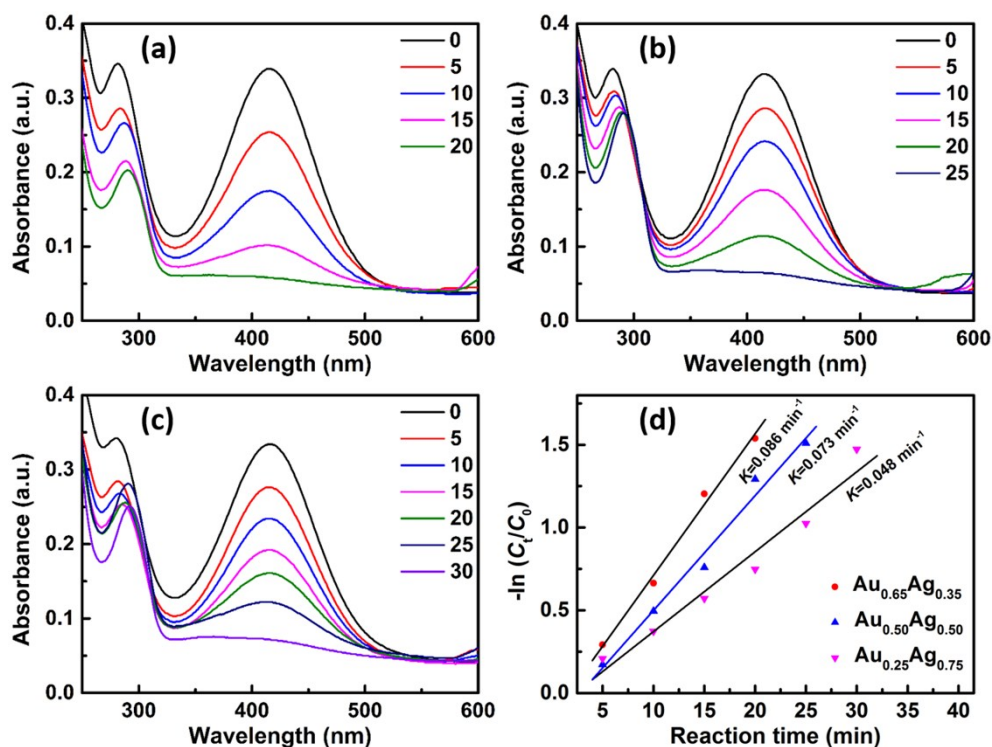 (a)
0.4
0.3
0.2
0.1
0.0
Absorbance (a.u.)
300 400 500 600
Wavelength (nm)
0
5
10
15
20
(b)
0.4
0.3
0.2
0.1
0.0
Absorbance (a.u.)
300 400 500 600
Wavelength (nm)
0
5
10
15
20
25
(c)
0.4
0.3
0.2
0.1
0.0
Absorbance (a.u.)
300 400 500 600
Wavelength (nm)
0
5
10
15
20
25
30
(d)
1.5
1.0
0.5
0.0
-ln (Cₜ/C₀)
5 10 15 20 25 30 35 40
Reaction time (min)
K=0.086 min⁻¹
K=0.073 min⁻¹
K=0.048 min⁻¹
Au₀.₆₅Ag₀.₃₅
Au₀.₅₀Ag₀.₅₀
Au₀.₂₅Ag₀.₇₅